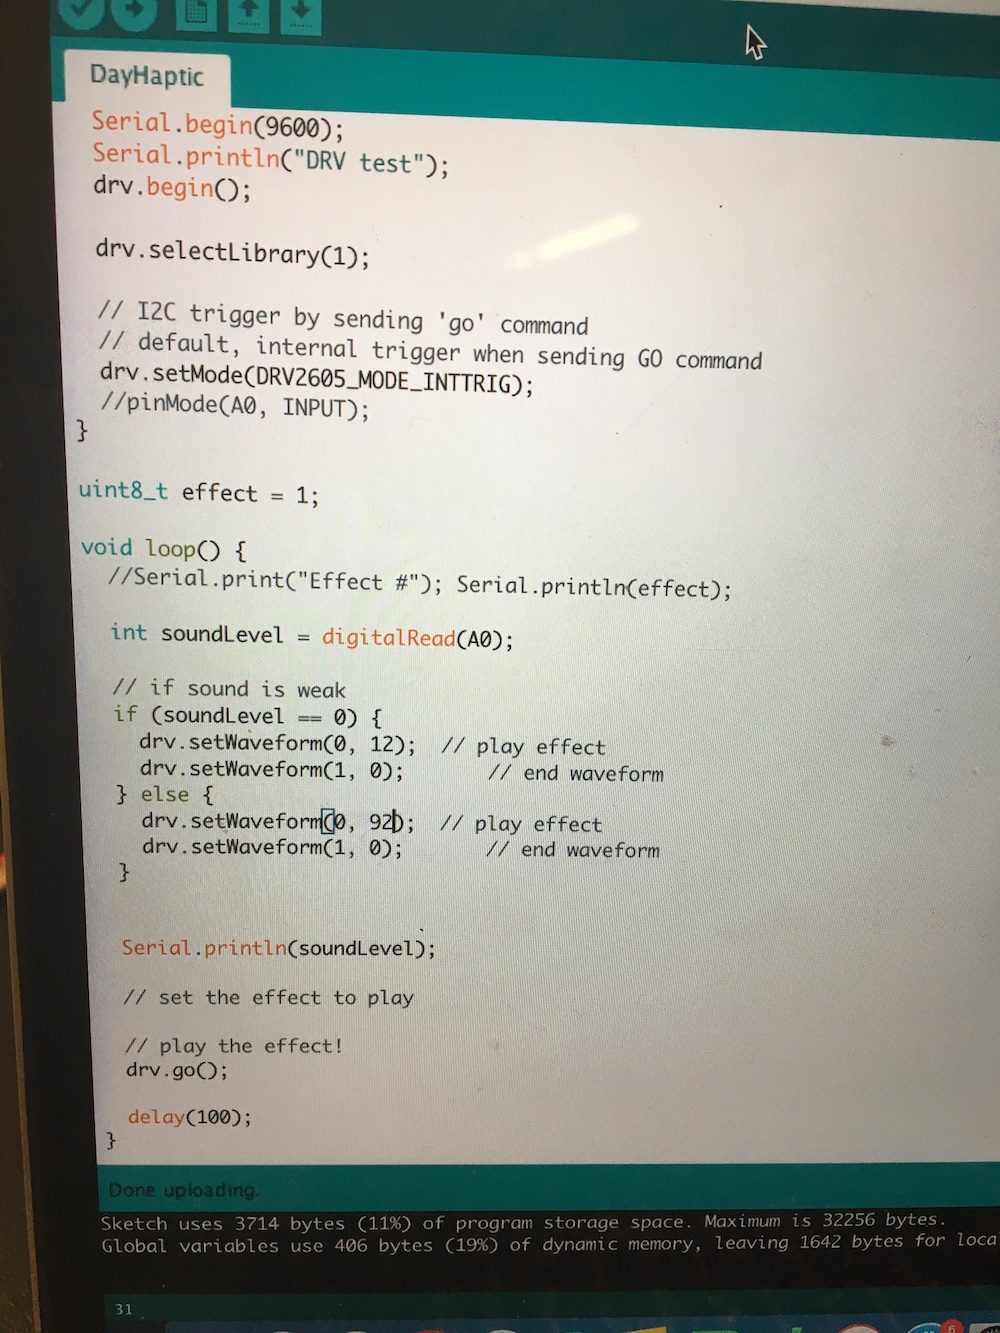 DayHaptic
Serial.begin(9600);
Serial.println("DRV test");
drv.begin();
drv.selectLibrary(1);
// I2C trigger by sending 'go' command
// default, internal trigger when sending GO command
drv.setMode(DRV2605_MODE_INTTRIG);
//pinMode(A0, INPUT);
}
uint8_t effect = 1;
void loop() {
//Serial.print("Effect #"); Serial.println(effect);
int soundLevel = digitalRead(A0);
// if sound is weak
if (soundLevel == 0) {
drv.setWaveform(0, 12); // play effect
drv.setWaveform(1, 0); // end waveform
} else {
drv.setWaveform(0, 92); // play effect
drv.setWaveform(1, 0); // end waveform
}
Serial.println(soundLevel);
// set the effect to play
// play the effect!
drv.go();
delay(100);
}
Done uploading.
Sketch uses 3714 bytes (11%) of program storage space. Maximum is 32256 bytes.
Global variables use 406 bytes (19%) of dynamic memory, leaving 1642 bytes for loca
31